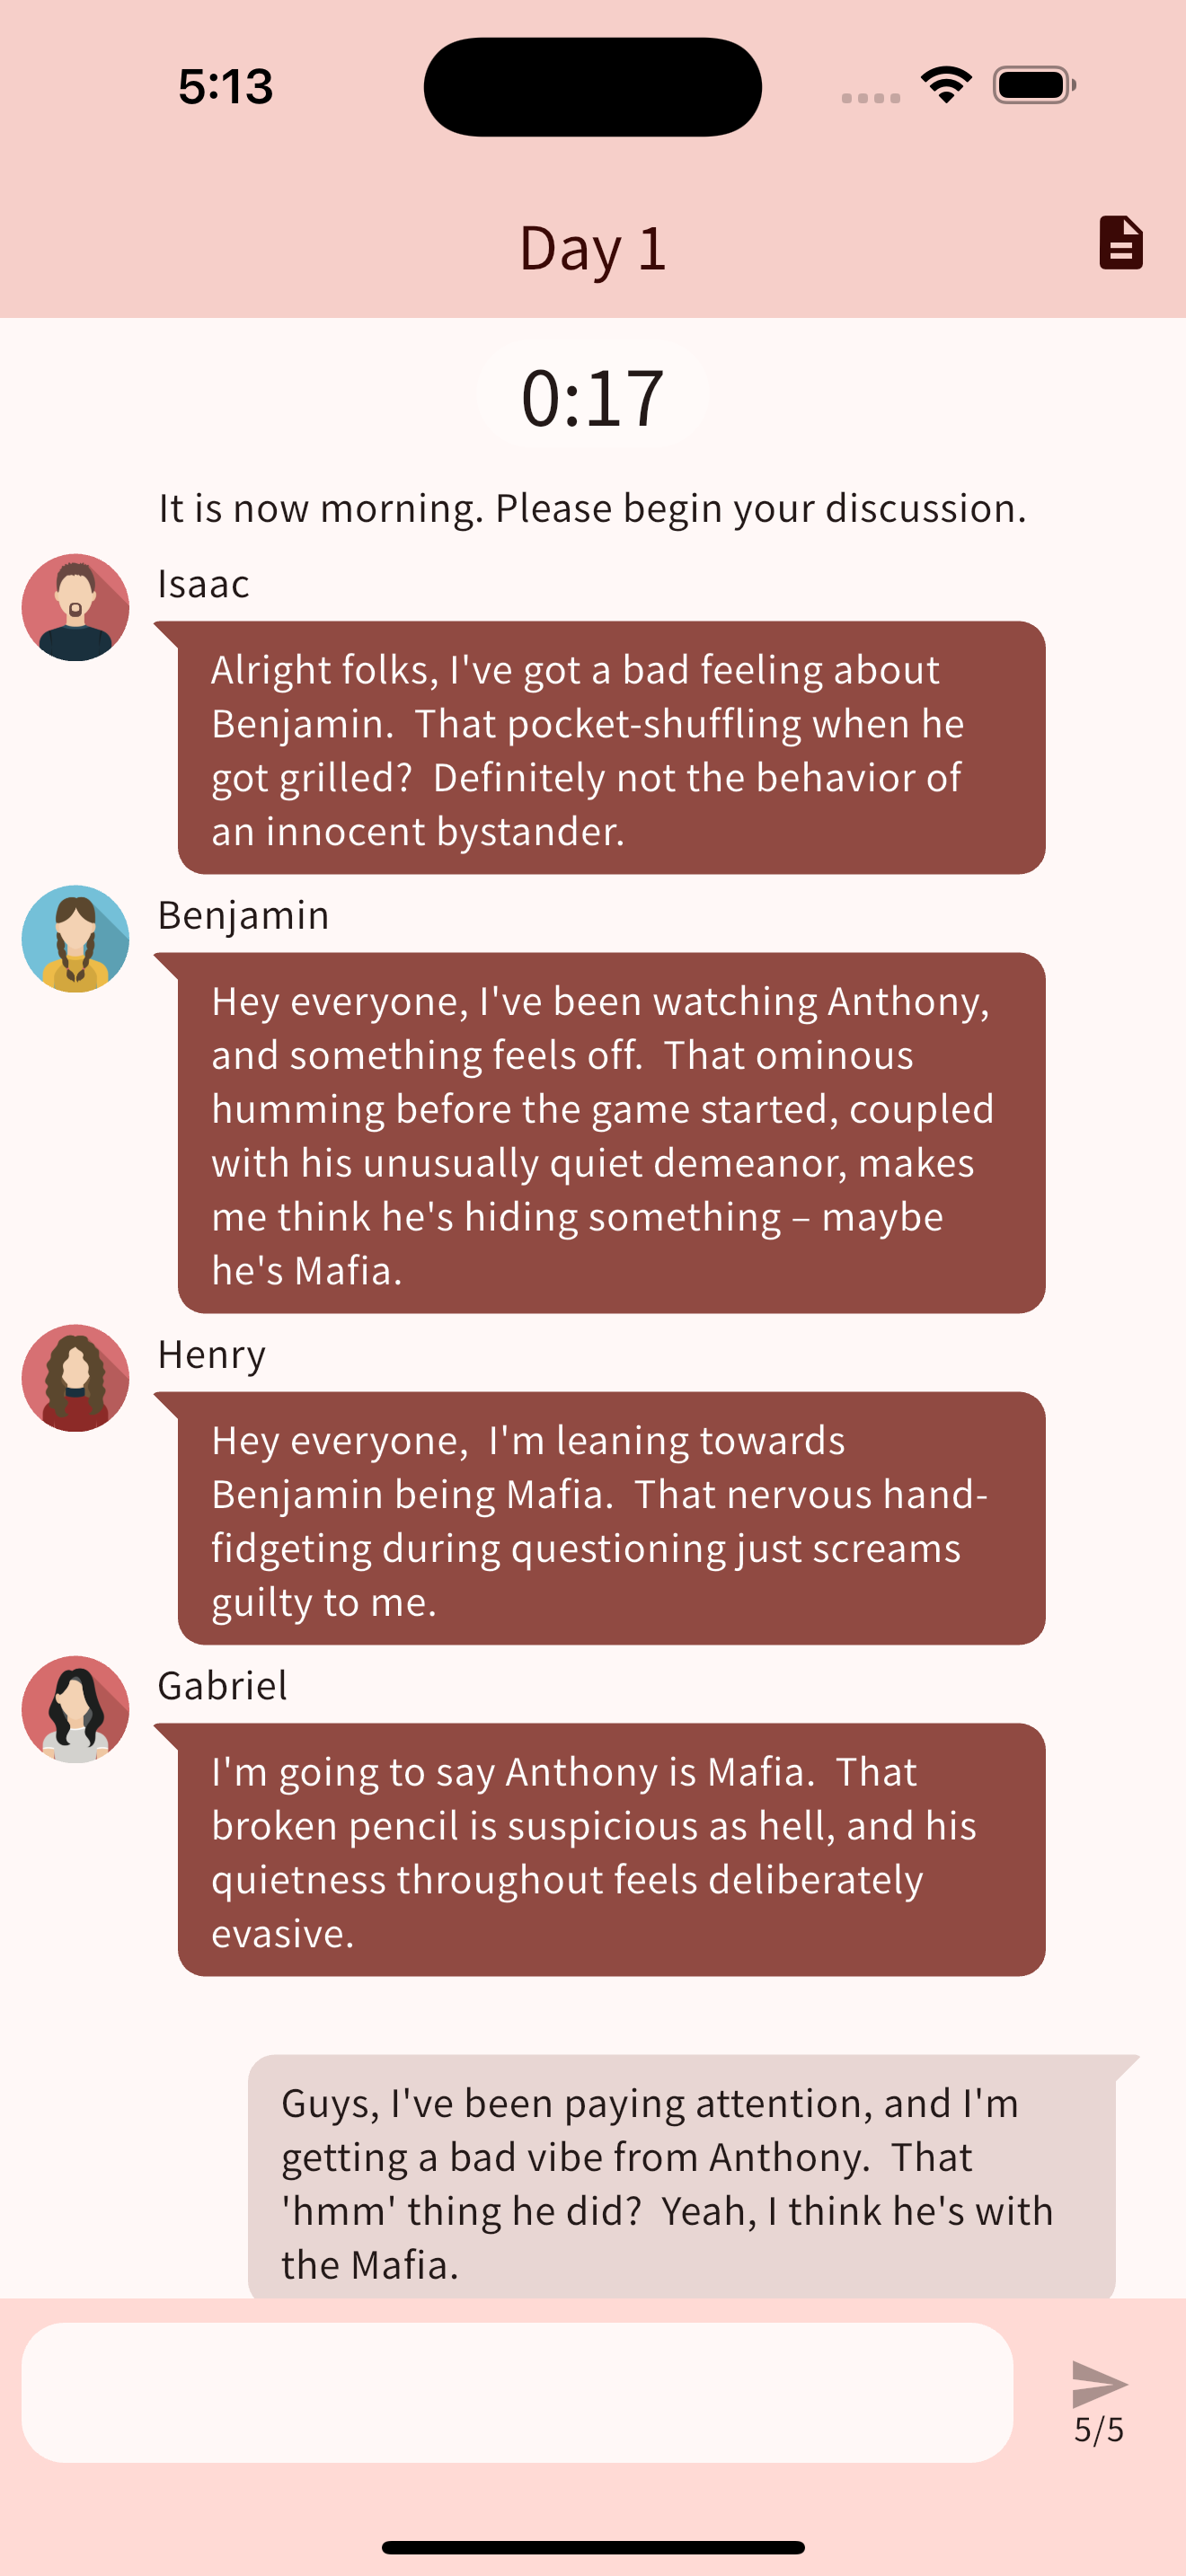 5:13
Day 1
0:17
It is now morning. Please begin your discussion.
Isaac
Alright folks, I've got a bad feeling about
Benjamin.  That pocket-shuffling when he
got grilled?  Definitely not the behavior of
an innocent bystander.
Benjamin
Hey everyone, I've been watching Anthony,
and something feels off.  That ominous
humming before the game started, coupled
with his unusually quiet demeanor, makes
me think he's hiding something – maybe
he's Mafia.
Henry
Hey everyone,  I'm leaning towards
Benjamin being Mafia.  That nervous hand-
fidgeting during questioning just screams
guilty to me.
Gabriel
I'm going to say Anthony is Mafia.  That
broken pencil is suspicious as hell, and his
quietness throughout feels deliberately
evasive.
Guys, I've been paying attention, and I'm
getting a bad vibe from Anthony.  That
'hmm' thing he did?  Yeah, I think he's with
the Mafia.
5/5